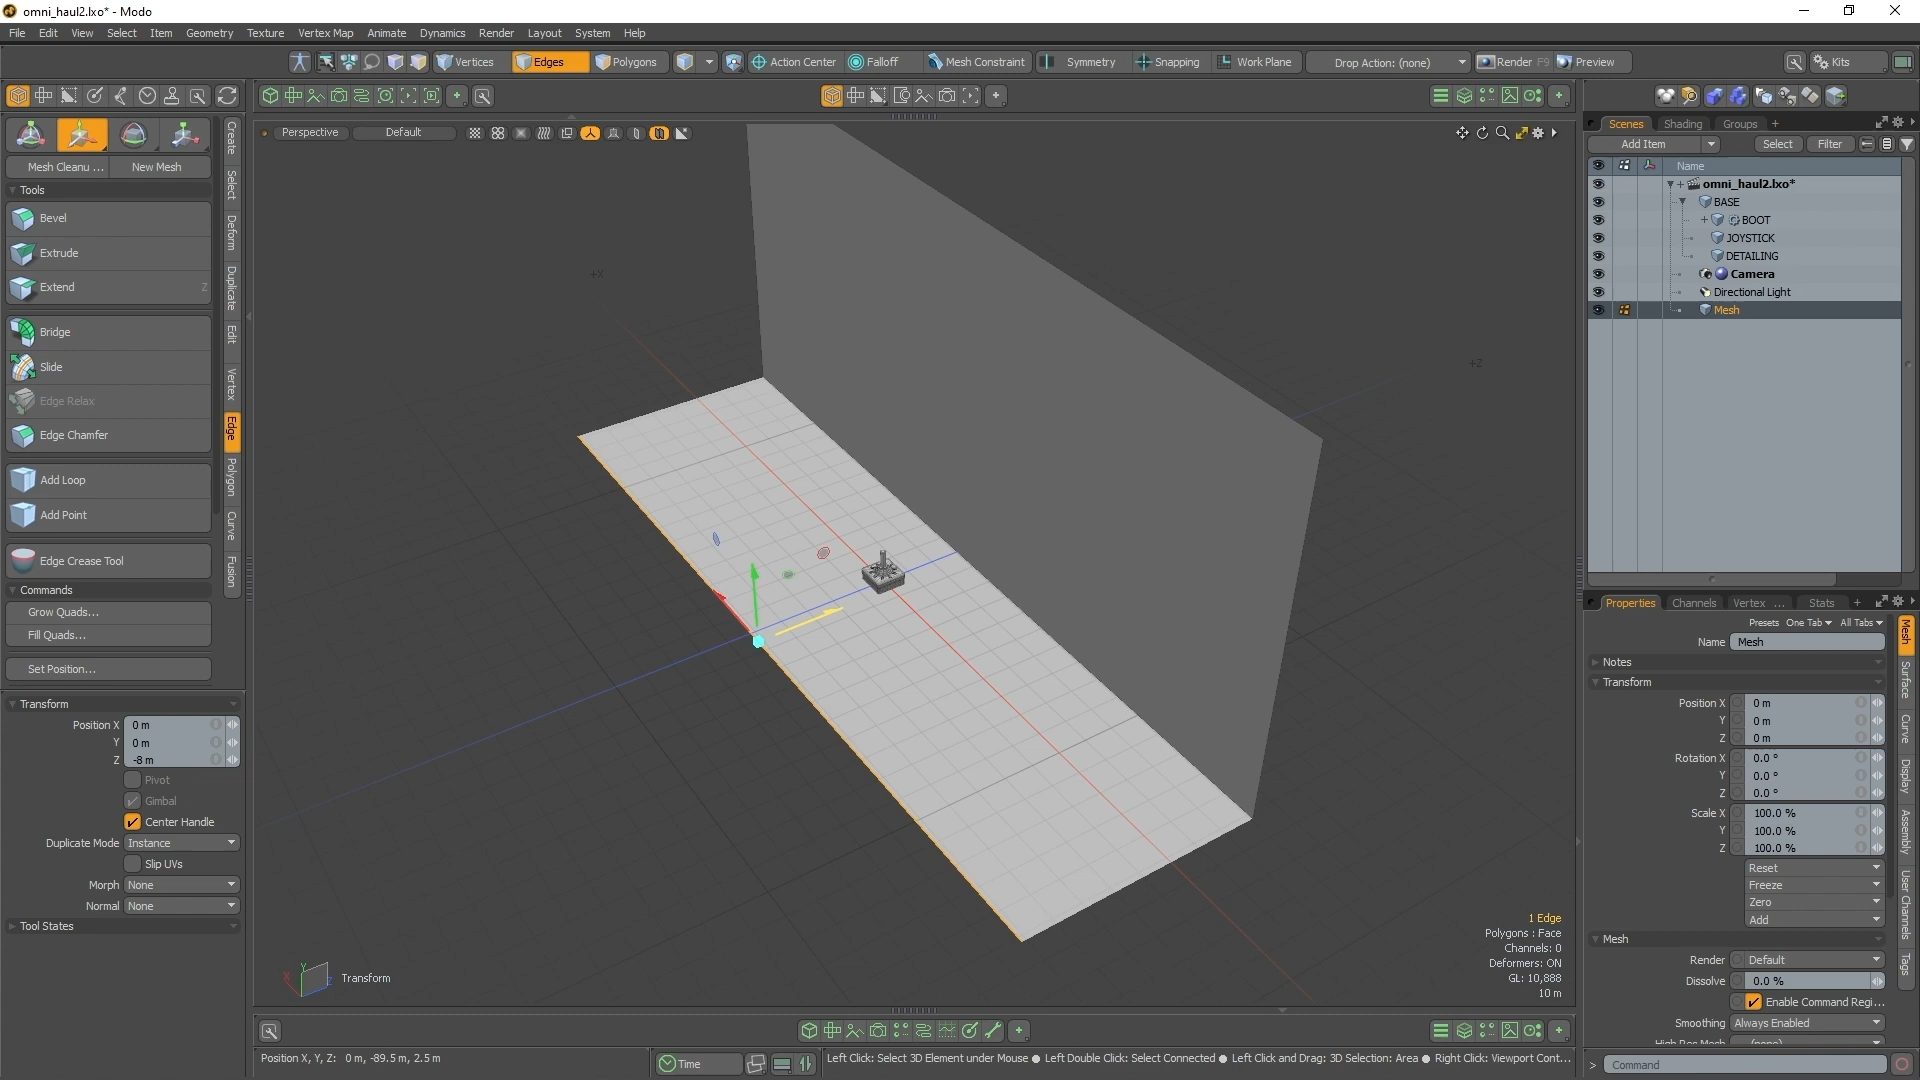 omni_haul2.lxo* - Modo
File Edit View Select Item Geometry Texture Vertex Map Animate Dynamics Render Layout System Help
Vertices Edges Polygons Action Center Falloff Mesh Constraint Symmetry Snapping Work Plane Drop Action: (none) Render F9 Preview Kits
Perspective Default
Mesh Cleanu ... New Mesh
Tools
Bevel
Extrude
Extend Z
Bridge
Slide
Edge Relax
Edge Chamfer
Add Loop
Add Point
Edge Crease Tool
Commands
Grow Quads...
Fill Quads...
Set Position...
Create
Select
Deform
Duplicate
Edit
Vertex
Edge
Polygon
Curve
Fusion
Transform
Position X 0 m
Y 0 m
Z -8 m
Pivot
Gimbal
Center Handle
Duplicate Mode Instance
Slip UVs
Morph None
Normal None
Tool States
+X
+Z
X Y Z Transform
1 Edge
Polygons : Face
Channels: 0
Deformers: ON
GL: 10,888
10 m
Position X, Y, Z: 0 m, -89.5 m, 2.5 m
Time
Left Click: Select 3D Element under Mouse ● Left Double Click: Select Connected ● Left Click and Drag: 3D Selection: Area ● Right Click: Viewport Cont...
Scenes Shading Groups +
Add Item Select Filter
Name
omni_haul2.lxo*
BASE
BOOT
JOYSTICK
DETAILING
Camera
Directional Light
Mesh
Properties Channels Vertex ... Stats +
Presets One Tab All Tabs
Name Mesh
Notes
Transform
Position X 0 m
Y 0 m
Z 0 m
Rotation X 0.0 °
Y 0.0 °
Z 0.0 °
Scale X 100.0 %
Y 100.0 %
Z 100.0 %
Reset
Freeze
Zero
Add
Mesh
Render Default
Dissolve 0.0 %
Enable Command Regi...
Smoothing Always Enabled
High Res Mesh (none)
Mesh
Surface
Curve
Display
Assembly
User Channels
Tags
> Command